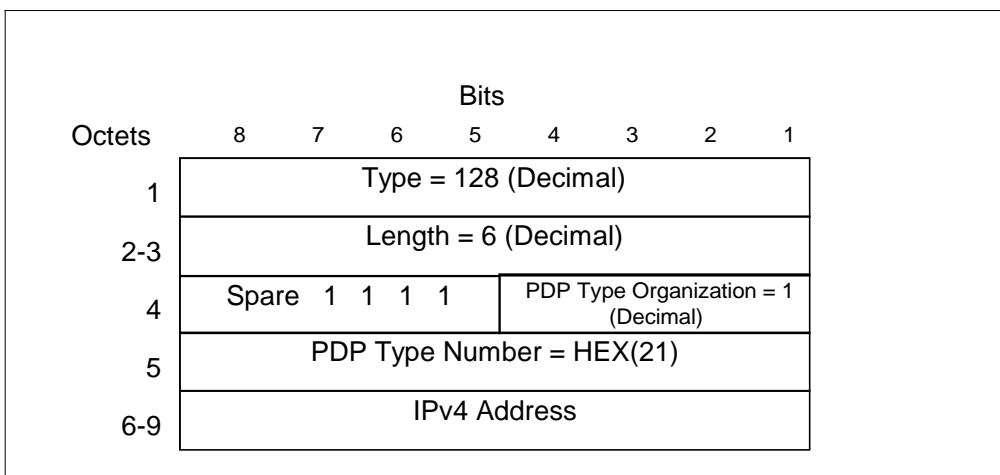 Bits
Octets 8 7 6 5 4 3 2 1
1 Type = 128 (Decimal)
2-3 Length = 6 (Decimal)
4 Spare 1 1 1 1 PDP Type Organization = 1
(Decimal)
5 PDP Type Number = HEX(21)
6-9 IPv4 Address